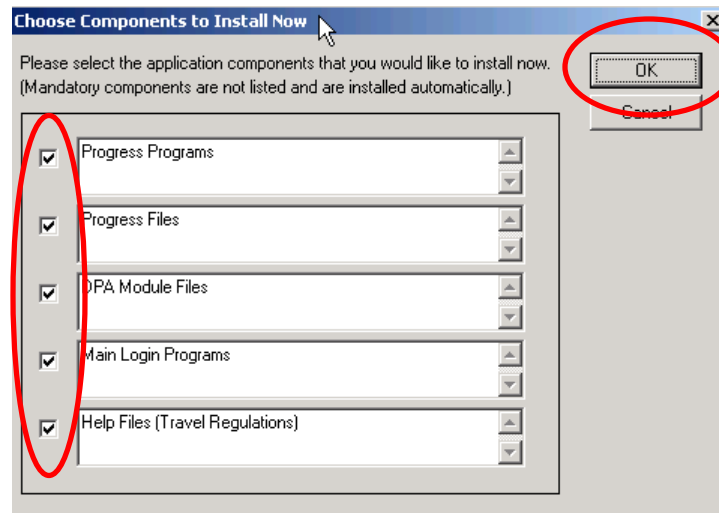 Choose Components to Install Now
Please select the application components that you would like to install now.
(Mandatory components are not listed and are installed automatically.)
OK
Cancel
Progress Programs
Progress Files
DPA Module Files
Main Login Programs
Help Files (Travel Regulations)